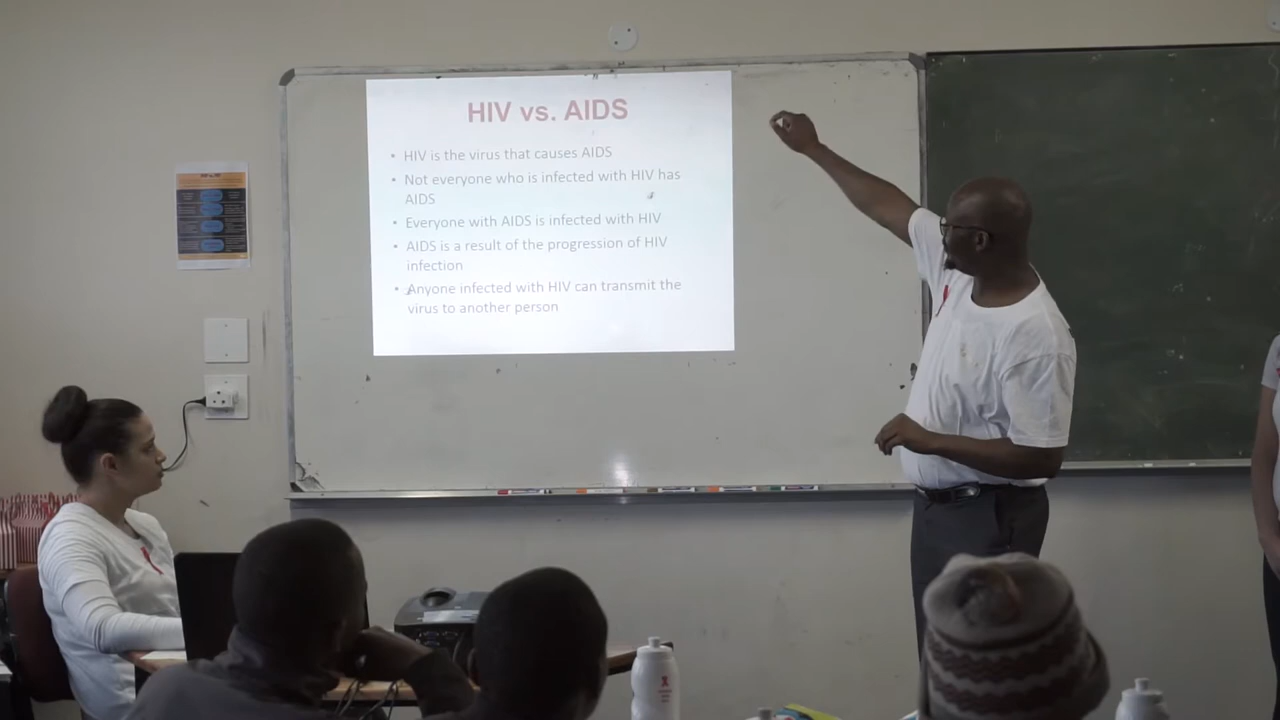 HIV vs. AIDS
• HIV is the virus that causes AIDS
• Not everyone who is infected with HIV has
AIDS
• Everyone with AIDS is infected with HIV
• AIDS is a result of the progression of HIV
infection
• Anyone infected with HIV can transmit the
virus to another person